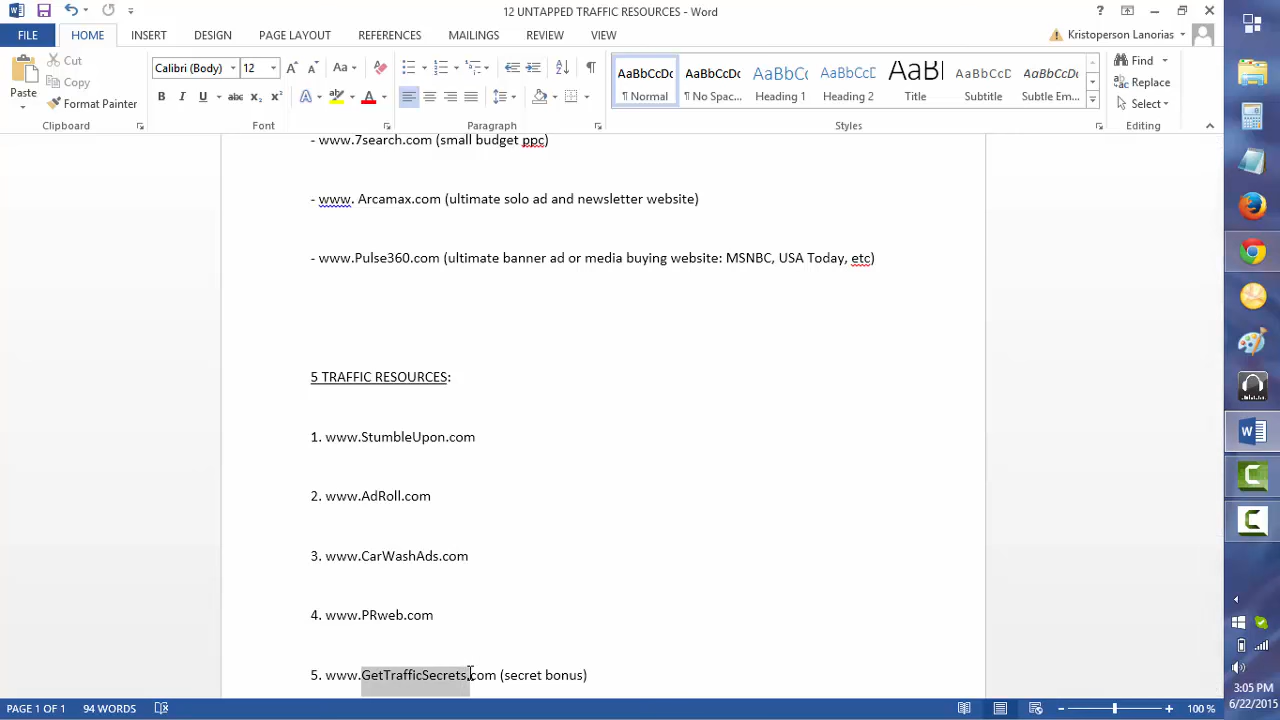 12 UNTAPPED TRAFFIC RESOURCES - Word
FILE HOME INSERT DESIGN PAGE LAYOUT REFERENCES MAILINGS REVIEW VIEW Kristoperson Lanorias
Paste
Cut
Copy
Format Painter
Clipboard
Calibri (Body) 12
Font
Paragraph
AaBbCcDc AaBbCcDc AaBbCc AaBbCcD AaBl AaBbCcD AaBbCcDc
¶ Normal ¶ No Spac... Heading 1 Heading 2 Title Subtitle Subtle Em...
Styles
Find
Replace
Select
Editing
- www.7search.com (small budget ppc)
- www. Arcamax.com (ultimate solo ad and newsletter website)
- www.Pulse360.com (ultimate banner ad or media buying website: MSNBC, USA Today, etc)
5 TRAFFIC RESOURCES:
1. www.StumbleUpon.com
2. www.AdRoll.com
3. www.CarWashAds.com
4. www.PRweb.com
5. www.GetTrafficSecrets.com (secret bonus)
PAGE 1 OF 1 94 WORDS 100 %
3:05 PM
6/22/2015